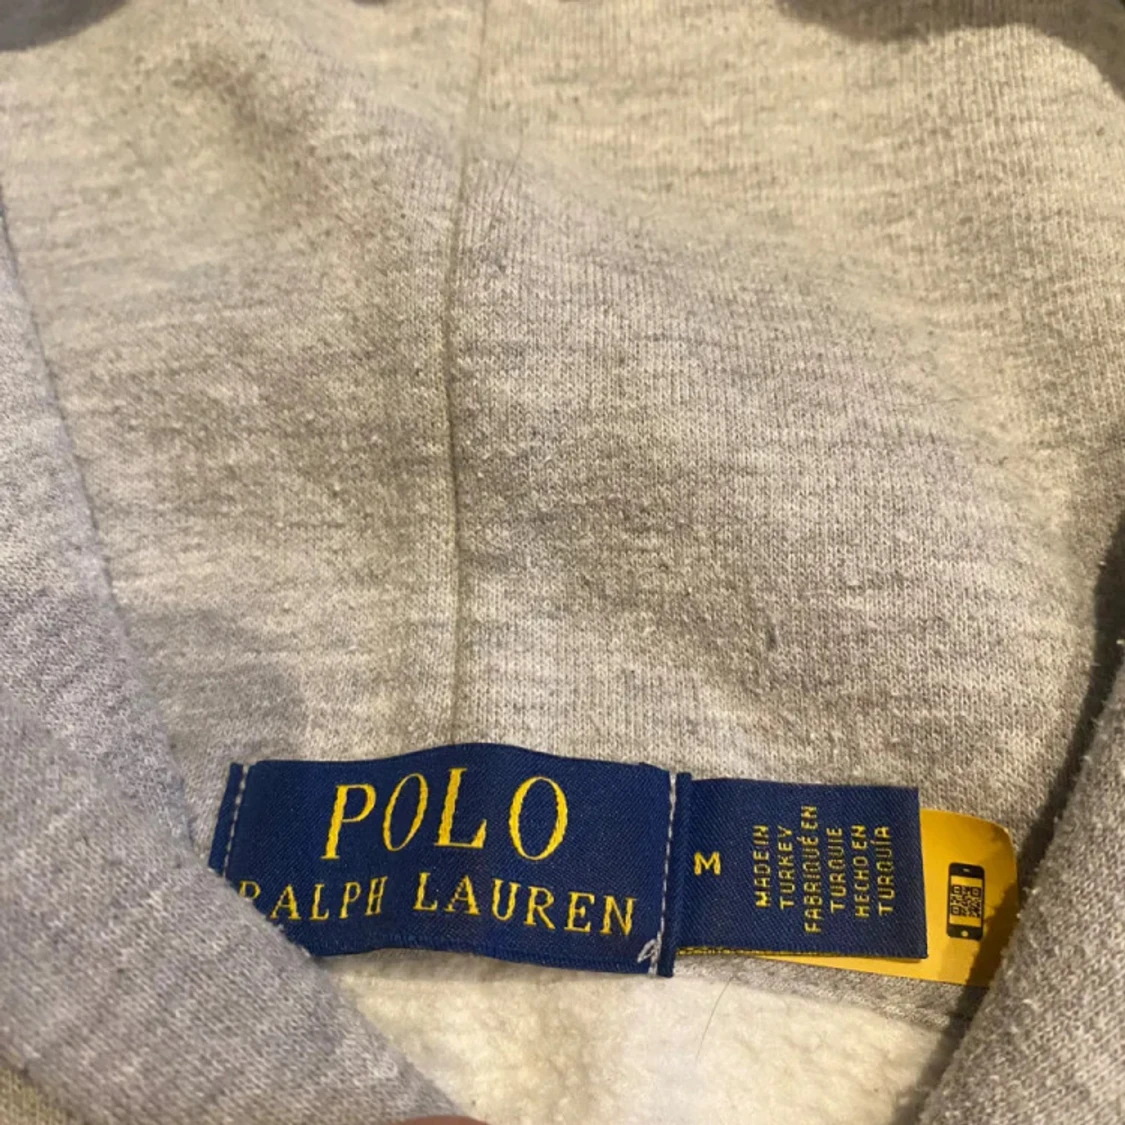 POLO
RALPH LAUREN
M
MADE IN
TURKEY
FABRIQUÉ EN
TURQUIE
HECHO EN
TURQUÍA